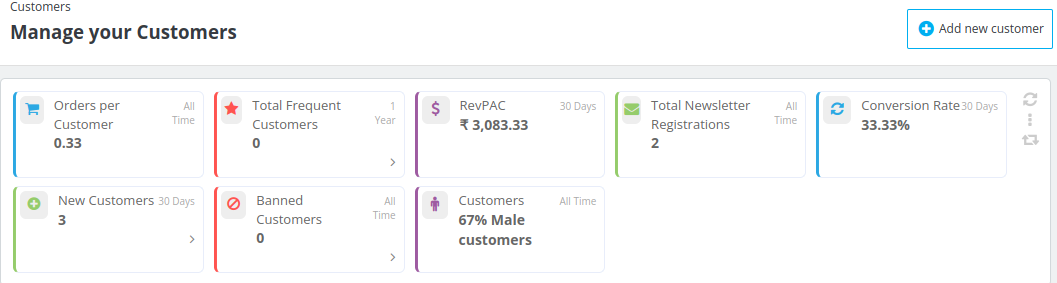 Customers
Manage your Customers
Add new customer
Orders per
Customer
All
Time
0.33
Total Frequent
Customers
1
Year
0
RevPAC
30 Days
₹ 3,083.33
Total Newsletter
Registrations
All
Time
2
Conversion Rate
30 Days
33.33%
New Customers
30 Days
3
Banned
Customers
All
Time
0
Customers
All Time
67% Male
customers